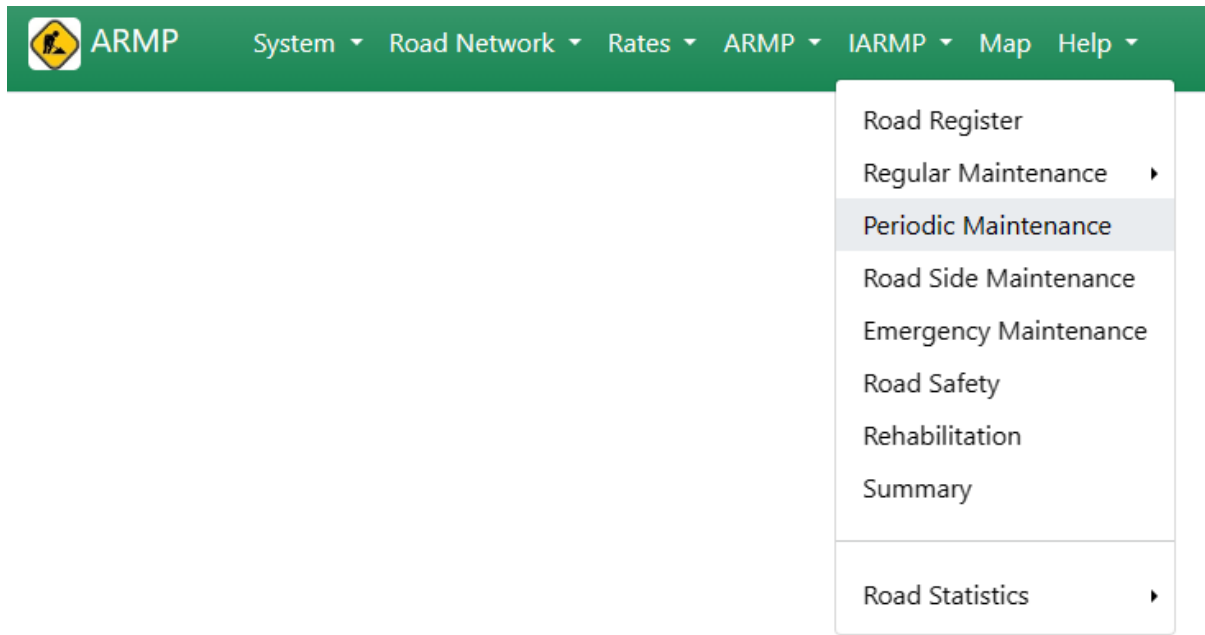 ARMP System Road Network Rates ARMP IARMP Map Help
Road Register
Regular Maintenance
Periodic Maintenance
Road Side Maintenance
Emergency Maintenance
Road Safety
Rehabilitation
Summary
Road Statistics